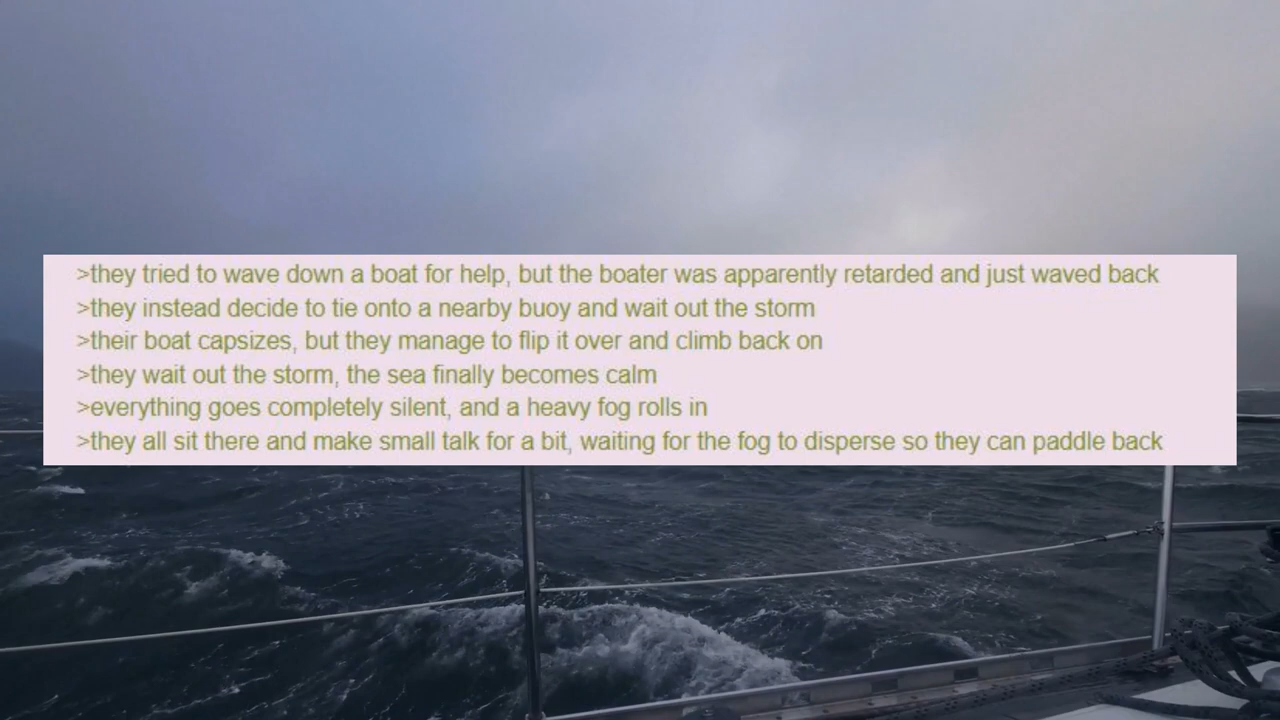 >they tried to wave down a boat for help, but the boater was apparently retarded and just waved back
>they instead decide to tie onto a nearby buoy and wait out the storm
>their boat capsizes, but they manage to flip it over and climb back on
>they wait out the storm, the sea finally becomes calm
>everything goes completely silent, and a heavy fog rolls in
>they all sit there and make small talk for a bit, waiting for the fog to disperse so they can paddle back